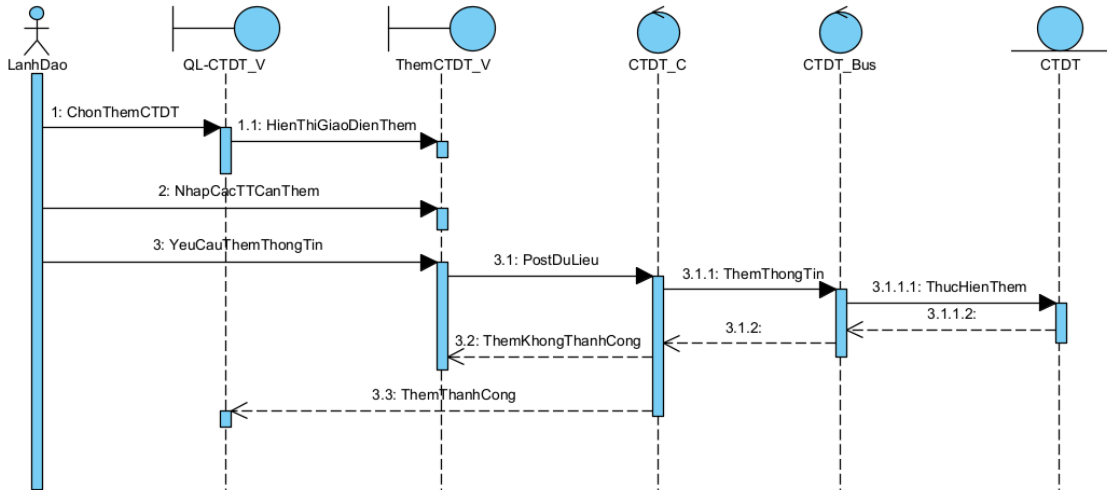 LanhDao
QL-CTDT_V
ThemCTDT_V
CTDT_C
CTDT_Bus
CTDT
1: ChonThemCTDT
1.1: HienThiGiaoDienThem
2: NhapCacTTCanThem
3: YeuCauThemThongTin
3.1: PostDuLieu
3.1.1: ThemThongTin
3.1.1.1: ThucHienThem
3.1.1.2:
3.1.2:
3.2: ThemKhongThanhCong
3.3: ThemThanhCong